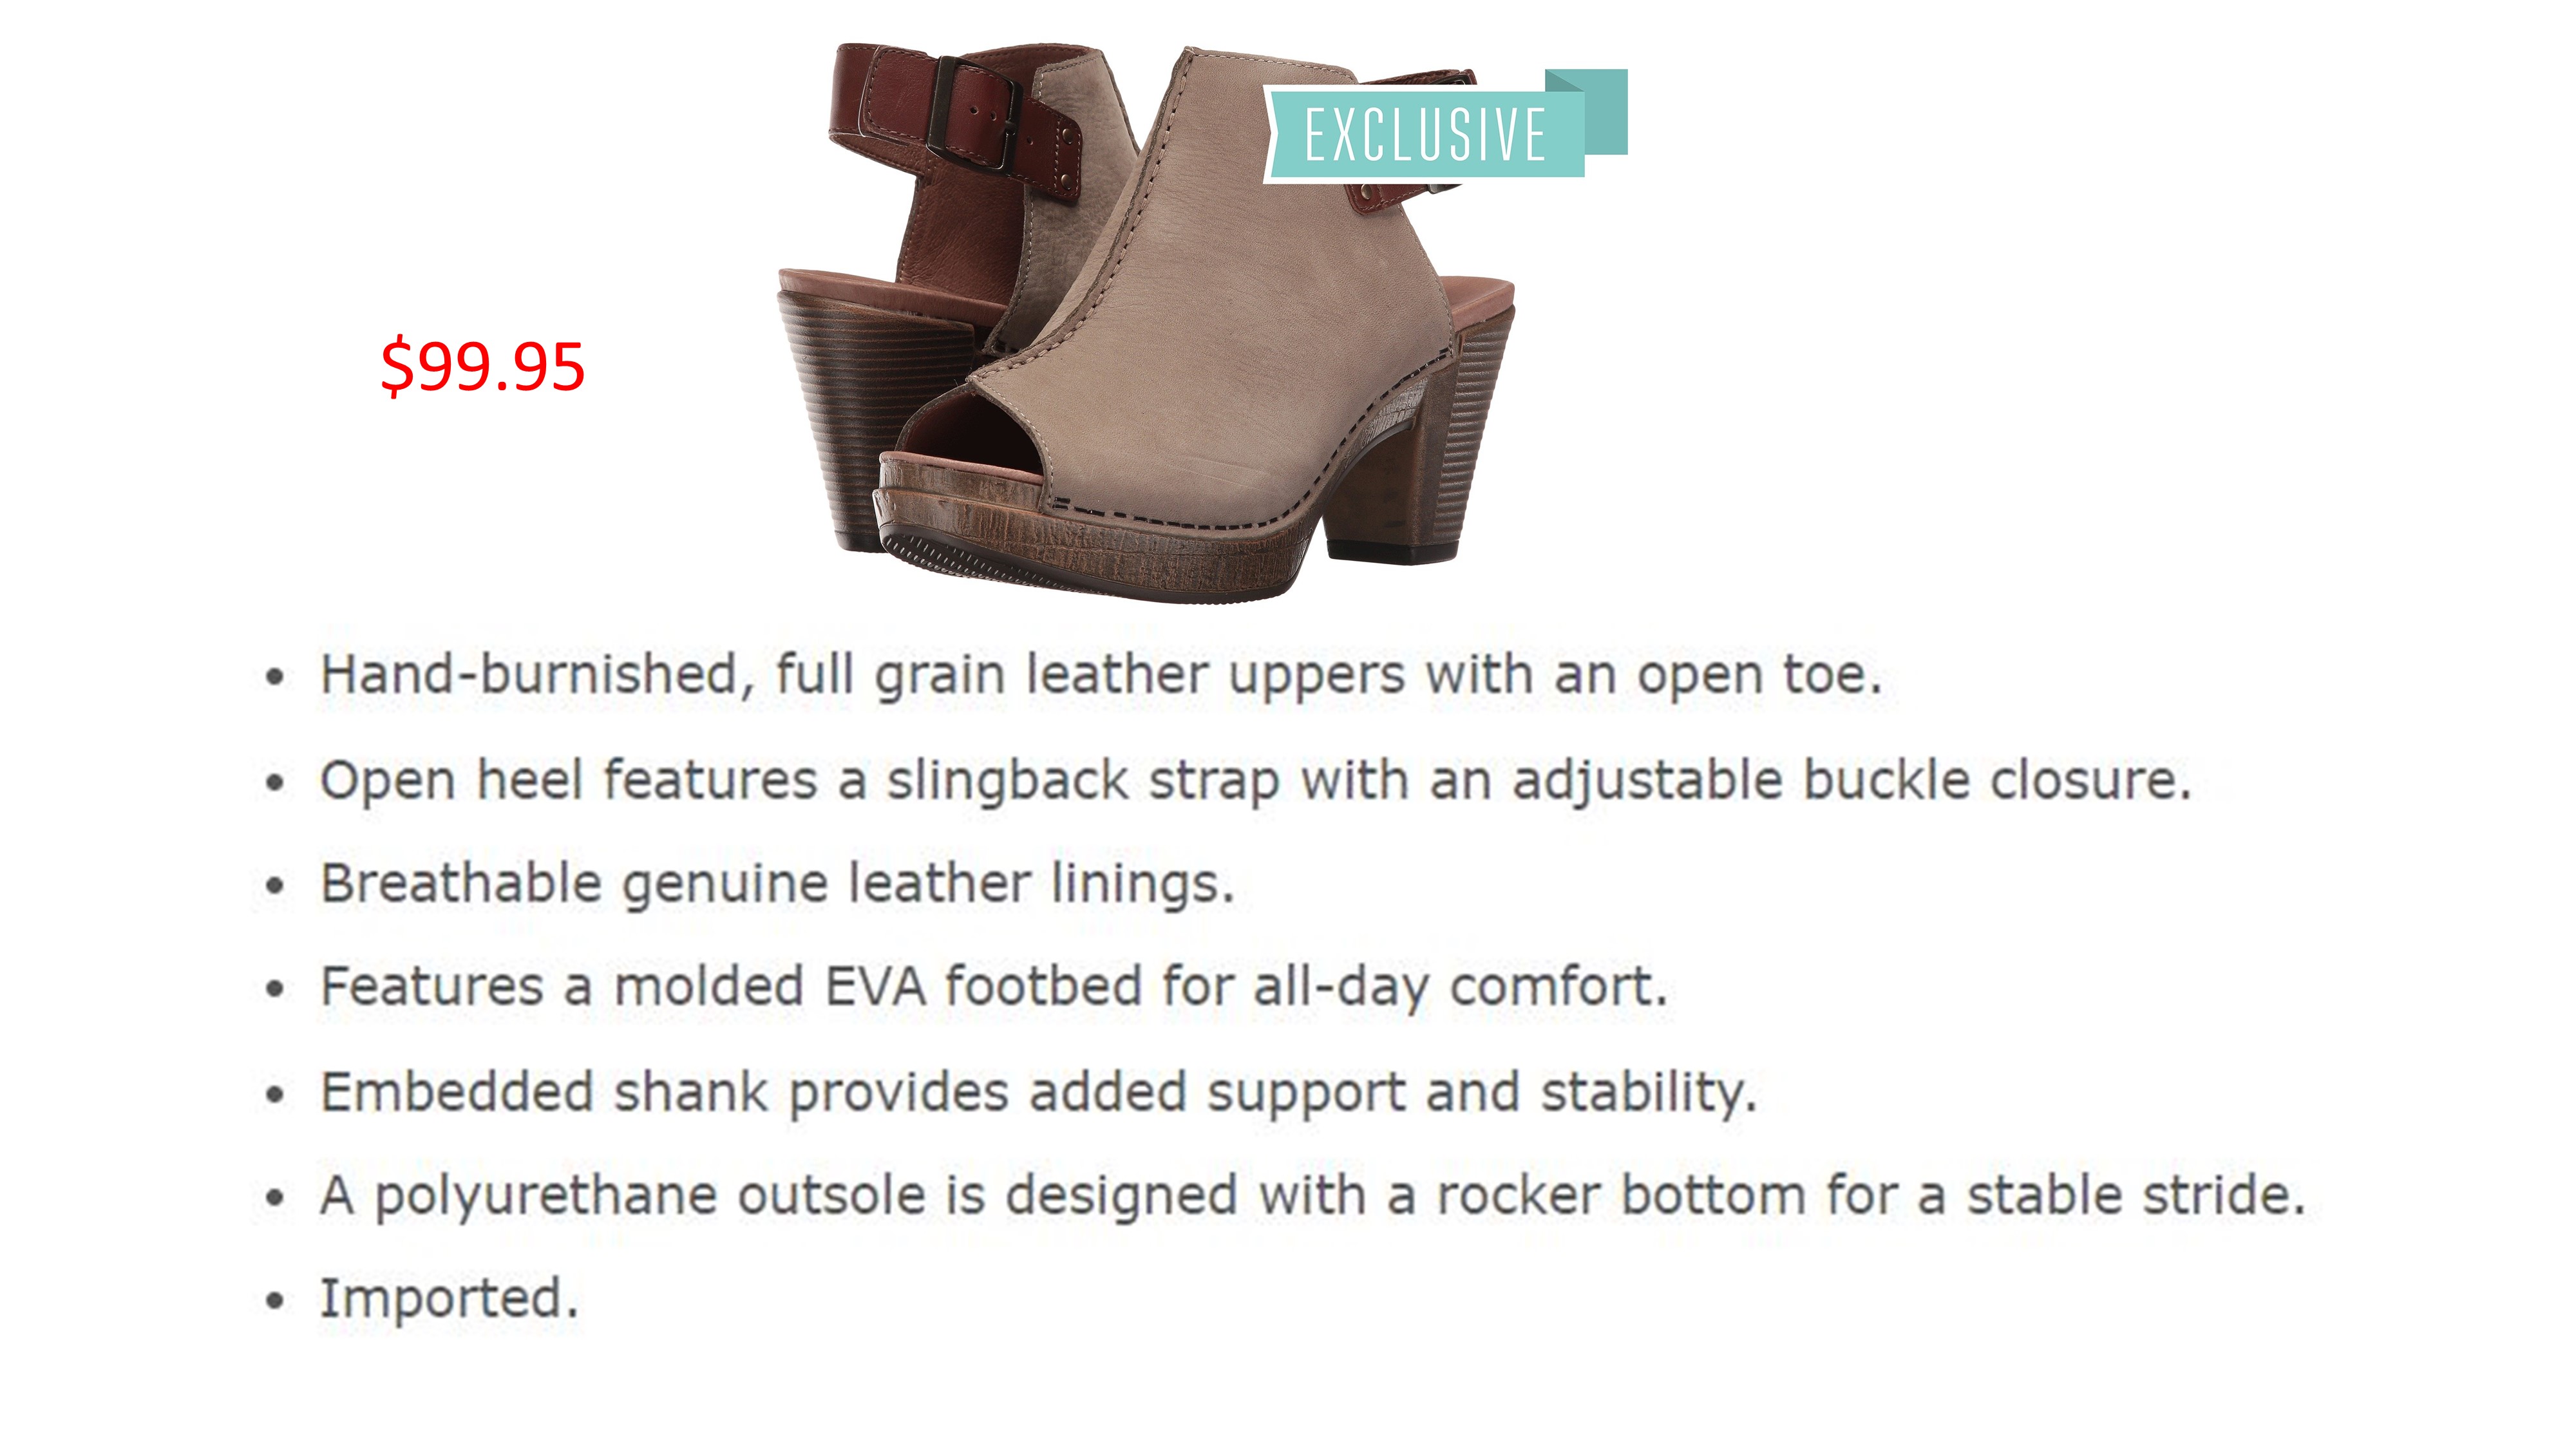 EXCLUSIVE
$99.95
• Hand-burnished, full grain leather uppers with an open toe.
• Open heel features a slingback strap with an adjustable buckle closure.
• Breathable genuine leather linings.
• Features a molded EVA footbed for all-day comfort.
• Embedded shank provides added support and stability.
• A polyurethane outsole is designed with a rocker bottom for a stable stride.
• Imported.